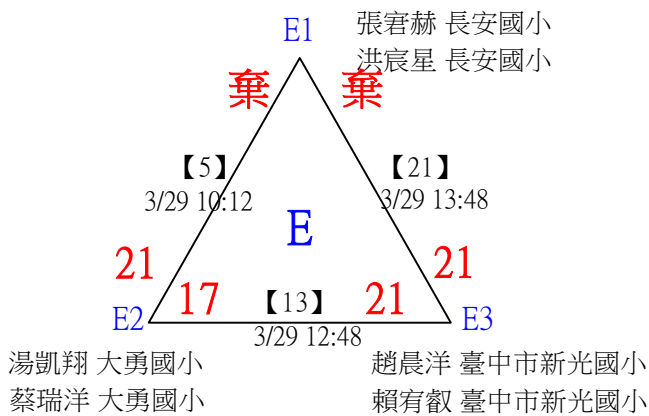 E1
張宭赫 長安國小
洪宸星 長安國小
棄 棄
【5】
3/29 10:12
【21】
3/29 13:48
E
21 21
17 【13】 21
E2 3/29 12:48 E3
湯凱翔 大勇國小
蔡瑞洋 大勇國小
趙晨洋 臺中市新光國小
賴宥叡 臺中市新光國小